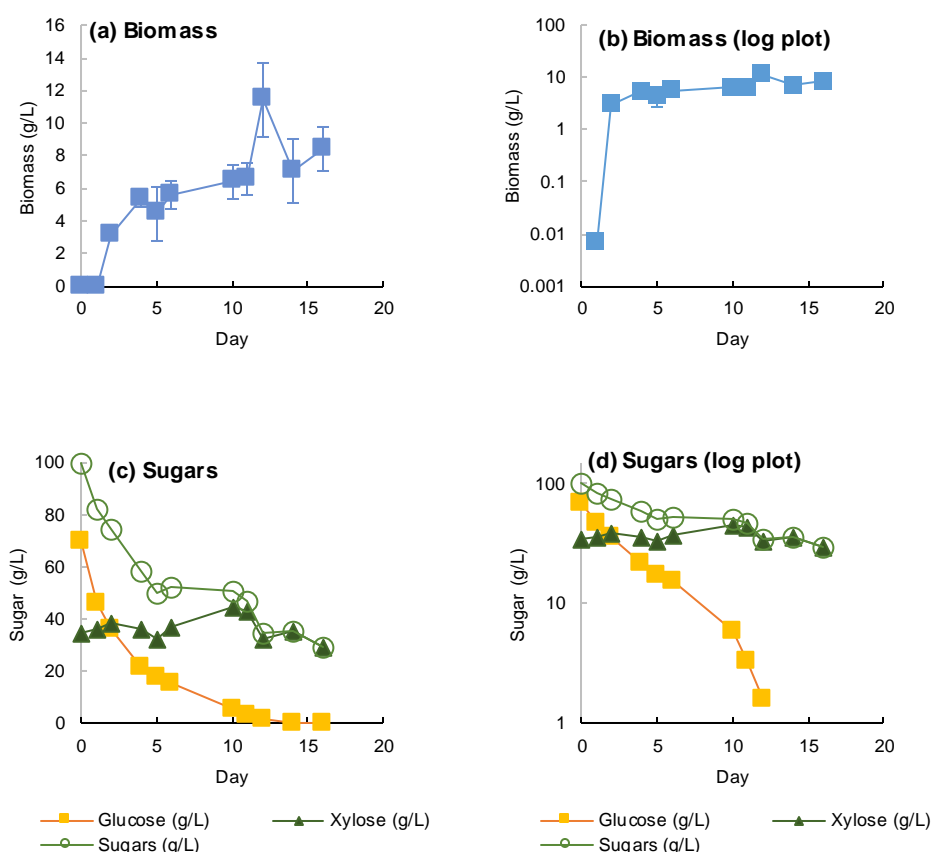 (a) Biomass
16
14
12
10
8
6
4
2
0
Biomass (g/L)
0 5 10 15 20
Day
(b) Biomass (log plot)
100
10
1
0.1
0.01
0.001
Biomass (g/L)
0 5 10 15 20
Day
(c) Sugars
100
80
60
40
20
0
Sugar (g/L)
0 5 10 15 20
Day
Glucose (g/L) Xylose (g/L)
Sugars (g/L)
(d) Sugars (log plot)
100
10
1
Sugar (g/L)
0 5 10 15 20
Day
Glucose (g/L) Xylose (g/L)
Sugars (g/L)